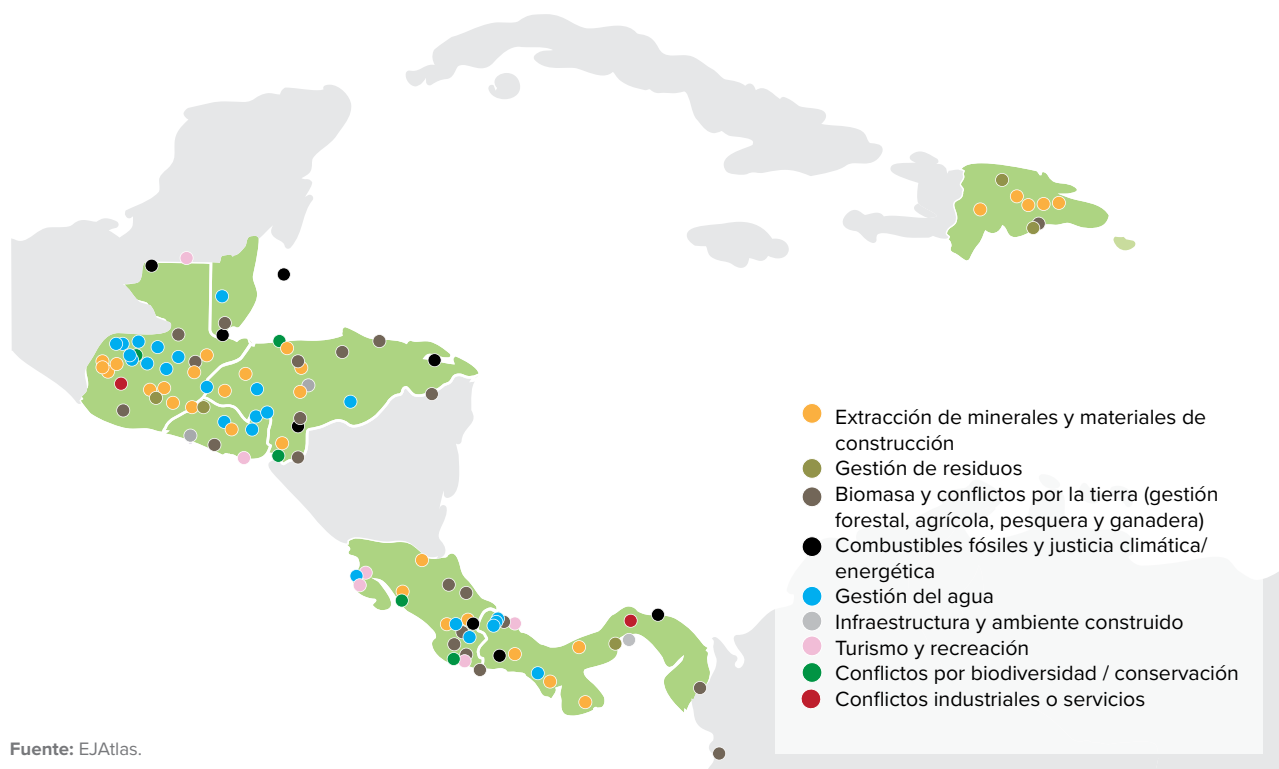 Extracción de minerales y materiales de
construcción
Gestión de residuos
Biomasa y conflictos por la tierra (gestión
forestal, agrícola, pesquera y ganadera)
Combustibles fósiles y justicia climática/
energética
Gestión del agua
Infraestructura y ambiente construido
Turismo y recreación
Conflictos por biodiversidad / conservación
Conflictos industriales o servicios
Fuente: EJAtlas.